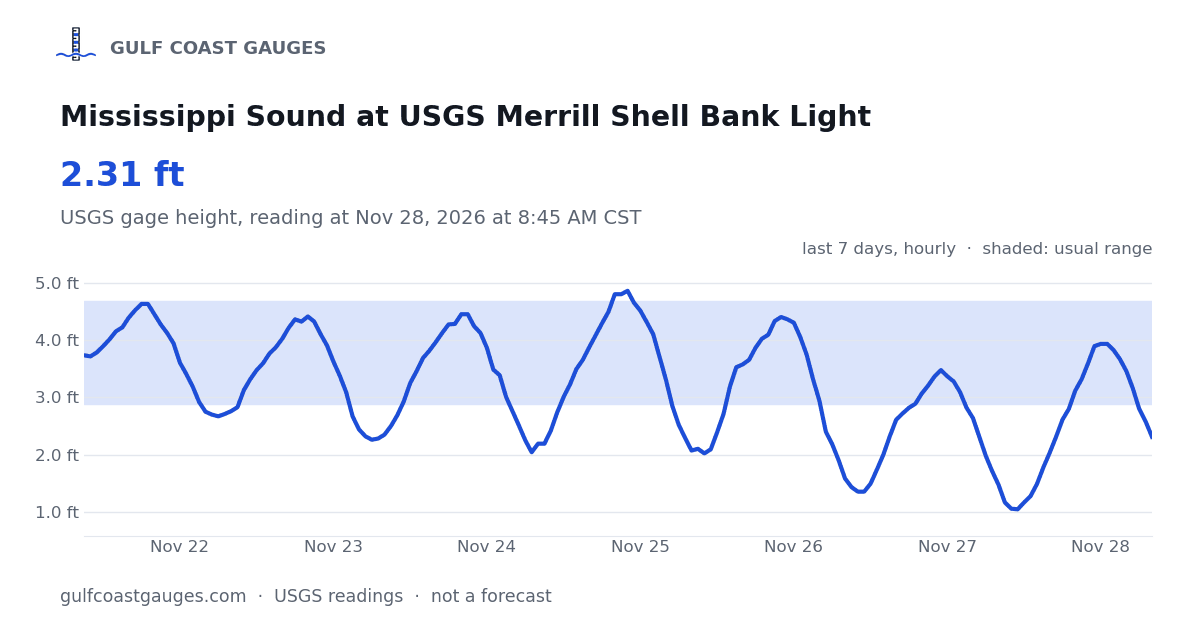 GULF COAST GAUGES
Mississippi Sound at USGS Merrill Shell Bank Light
2.31 ft
USGS gage height, reading at Nov 28, 2026 at 8:45 AM CST
last 7 days, hourly · shaded: usual range
5.0 ft
4.0 ft
3.0 ft
2.0 ft
1.0 ft
Nov 22 Nov 23 Nov 24 Nov 25 Nov 26 Nov 27 Nov 28
gulfcoastgauges.com · USGS readings · not a forecast